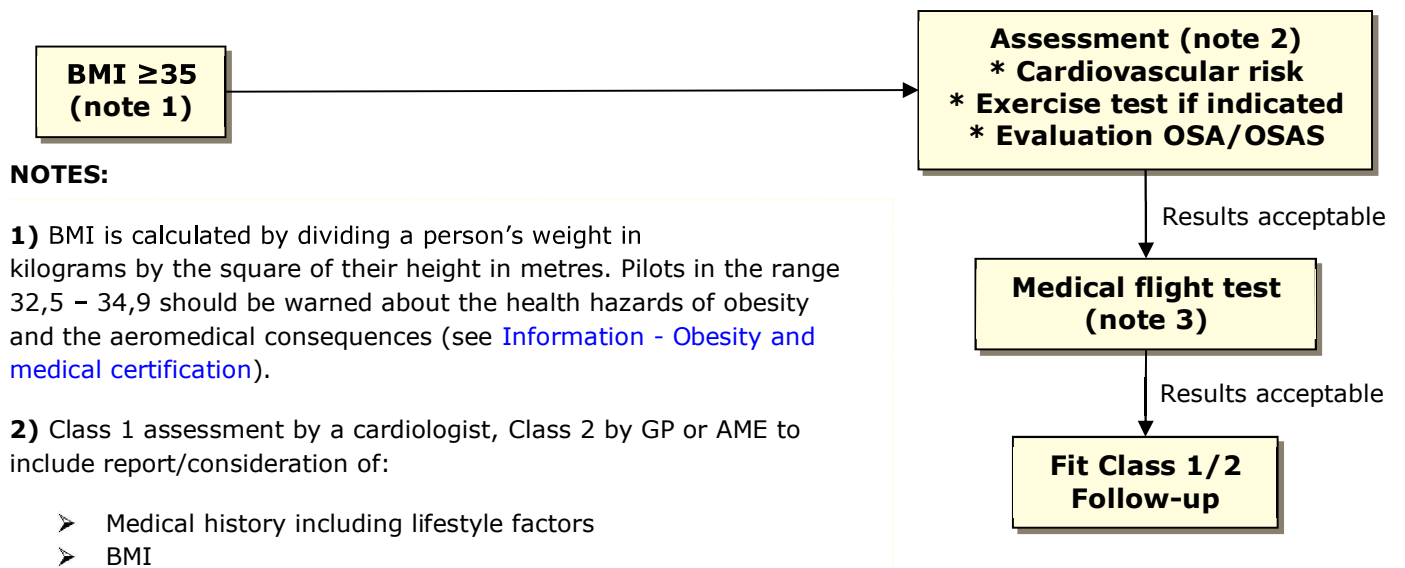 BMI ≥35
(note 1)
Assessment (note 2)
* Cardiovascular risk
* Exercise test if indicated
* Evaluation OSA/OSAS
Results acceptable
Medical flight test
(note 3)
Results acceptable
Fit Class 1/2
Follow-up
NOTES:
1) BMI is calculated by dividing a person's weight in
kilograms by the square of their height in metres. Pilots in the range
32,5 – 34,9 should be warned about the health hazards of obesity
and the aeromedical consequences (see Information - Obesity and
medical certification).
2) Class 1 assessment by a cardiologist, Class 2 by GP or AME to
include report/consideration of:
➢ Medical history including lifestyle factors
➢ BMI